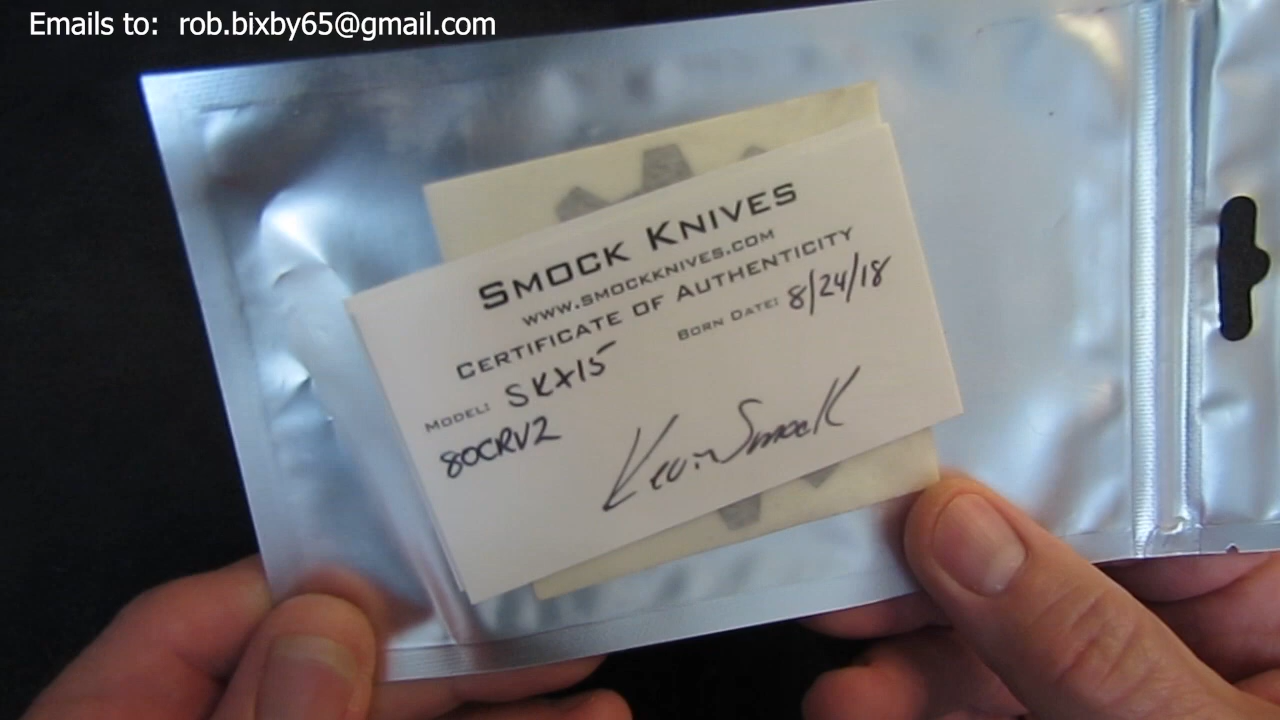 Emails to: rob.bixby65@gmail.com
SMOCK KNIVES
WWW.SMOCKKNIVES.COM
CERTIFICATE OF AUTHENTICITY
MODEL: SKX15 BORN DATE: 8/24/18
80CRV2
Kevin Smock